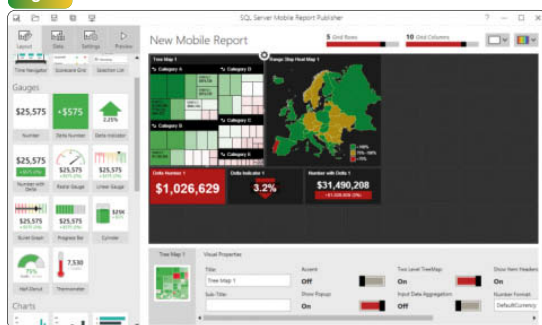 SQL Server Mobile Report Publisher
Layout
Data
Settings
Preview
New Mobile Report
5 Grid Rows
10 Grid Columns
Time Navigator
Scorecard Grid
Selection List
Gauges
$25,575
+$575
2.25%
Number
Delta Number
Delta Indicator
$25,575
$25,575
$25,575
Number with Delta
Radial Gauge
Linear Gauge
$25,575
$25,575
$25K
Bullet Graph
Progress Bar
Cylinder
75%
7,530
Half Donut
Thermometer
Charts
Tree Map 1
Category A
Category D
Category B
Category C
Category E
Range Stop Heat Map 1
Delta Number 1
$1,026,629
Delta Indicator 1
3.2%
Number with Delta 1
$31,490,208
Tree Map 1
Visual Properties
Title
Tree Map 1
Sub-Title
Accent
Off
Show Popup
On
Two Level TreeMap
On
Input Data Aggregation
Off
Show Item Headers
On
Number Format
DefaultCurrency